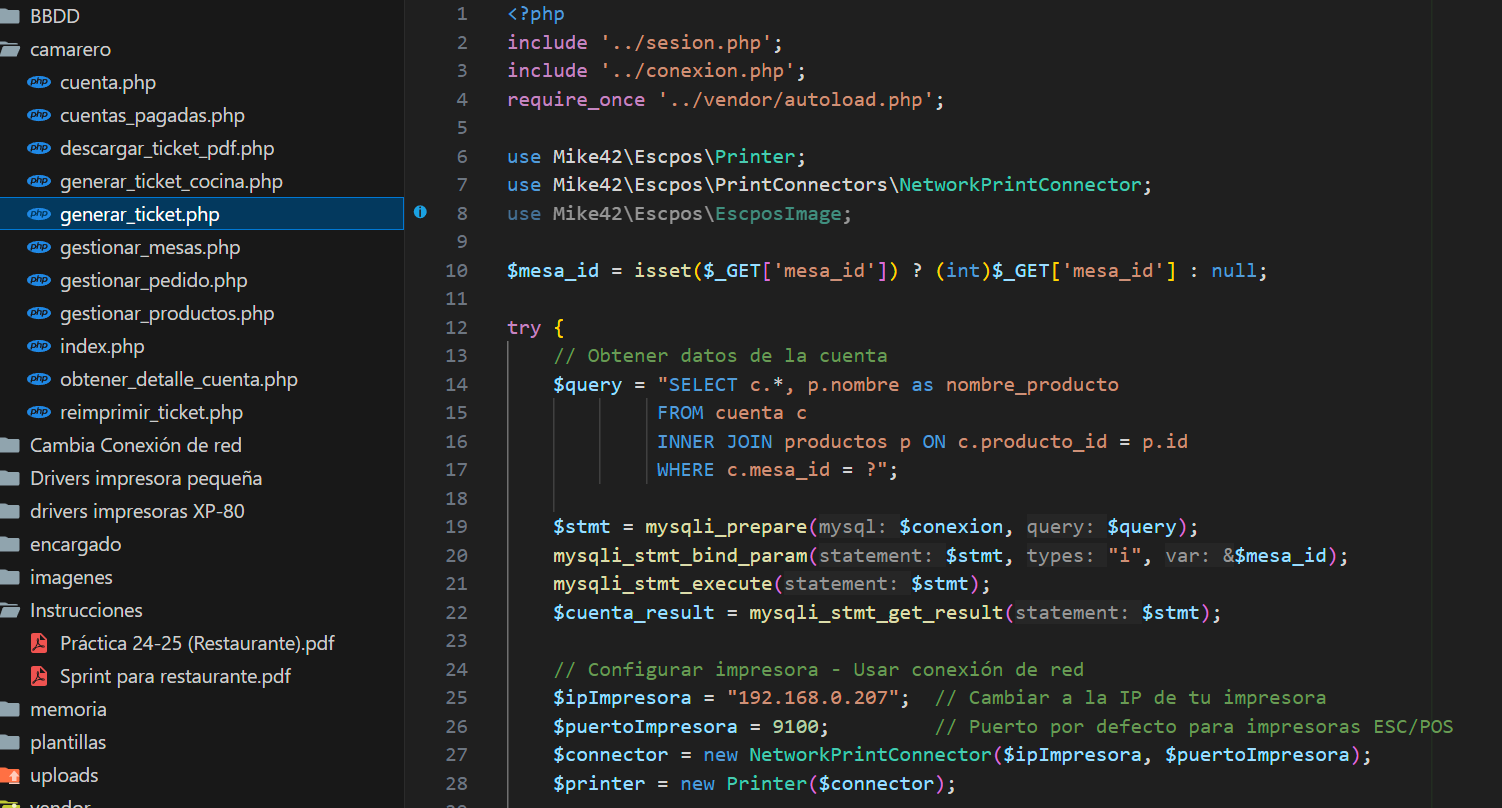 BBDD
camarero
cuenta.php
cuentas_pagadas.php
descargar_ticket_pdf.php
generar_ticket_cocina.php
generar_ticket.php
gestionar_mesas.php
gestionar_pedido.php
gestionar_productos.php
index.php
obtener_detalle_cuenta.php
reimprimir_ticket.php
Cambia Conexión de red
Drivers impresora pequeña
drivers impresoras XP-80
encargado
imagenes
Instrucciones
Práctica 24-25 (Restaurante).pdf
Sprint para restaurante.pdf
memoria
plantillas
uploads
vendor
1 <?php
2 include '../sesion.php';
3 include '../conexion.php';
4 require_once '../vendor/autoload.php';
5
6 use Mike42\Escpos\Printer;
7 use Mike42\Escpos\PrintConnectors\NetworkPrintConnector;
8 use Mike42\Escpos\EscposImage;
9
10 $mesa_id = isset($_GET['mesa_id']) ? (int)$_GET['mesa_id'] : null;
11
12 try {
13 // Obtener datos de la cuenta
14 $query = "SELECT c.*, p.nombre as nombre_producto
15 FROM cuenta c
16 INNER JOIN productos p ON c.producto_id = p.id
17 WHERE c.mesa_id = ?";
18
19 $stmt = mysqli_prepare(mysql: $conexion, query: $query);
20 mysqli_stmt_bind_param(statement: $stmt, types: "i", var: &$mesa_id);
21 mysqli_stmt_execute(statement: $stmt);
22 $cuenta_result = mysqli_stmt_get_result(statement: $stmt);
23
24 // Configurar impresora - Usar conexión de red
25 $ipImpresora = "192.168.0.207"; // Cambiar a la IP de tu impresora
26 $puertoImpresora = 9100; // Puerto por defecto para impresoras ESC/POS
27 $connector = new NetworkPrintConnector($ipImpresora, $puertoImpresora);
28 $printer = new Printer($connector);